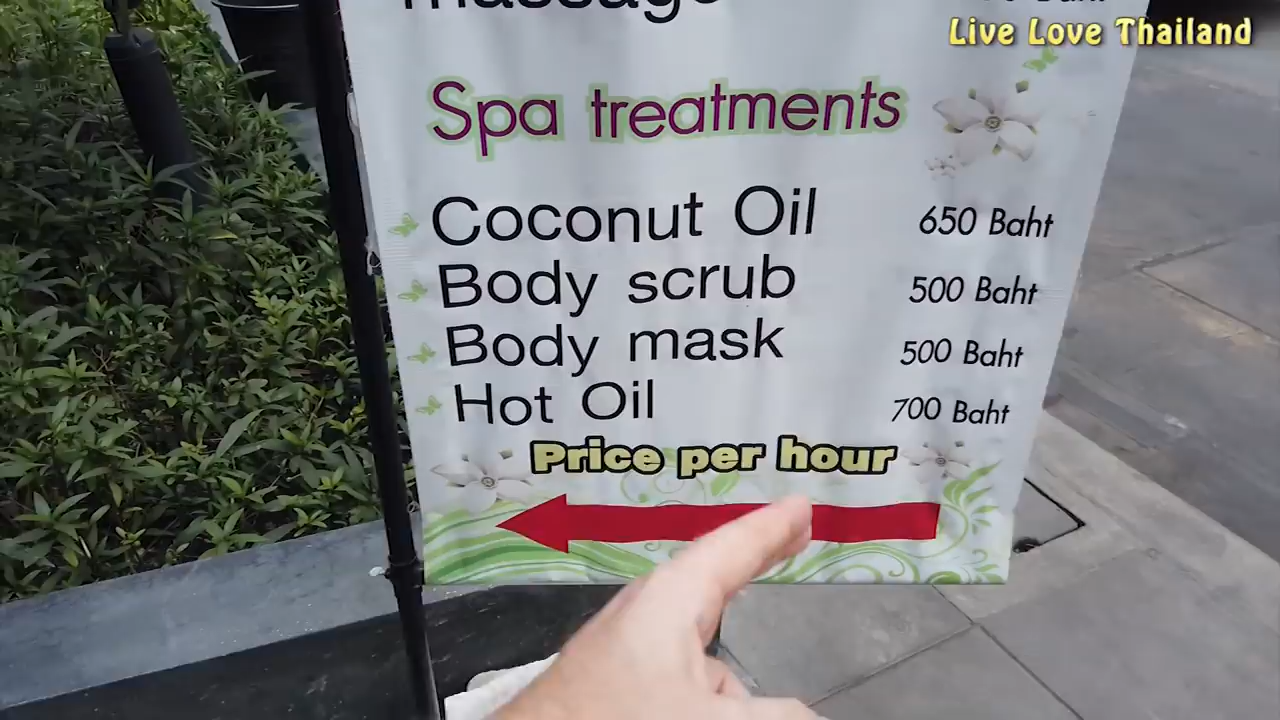 massage
Live Love Thailand
Spa treatments
Coconut Oil 650 Baht
Body scrub 500 Baht
Body mask 500 Baht
Hot Oil 700 Baht
Price per hour